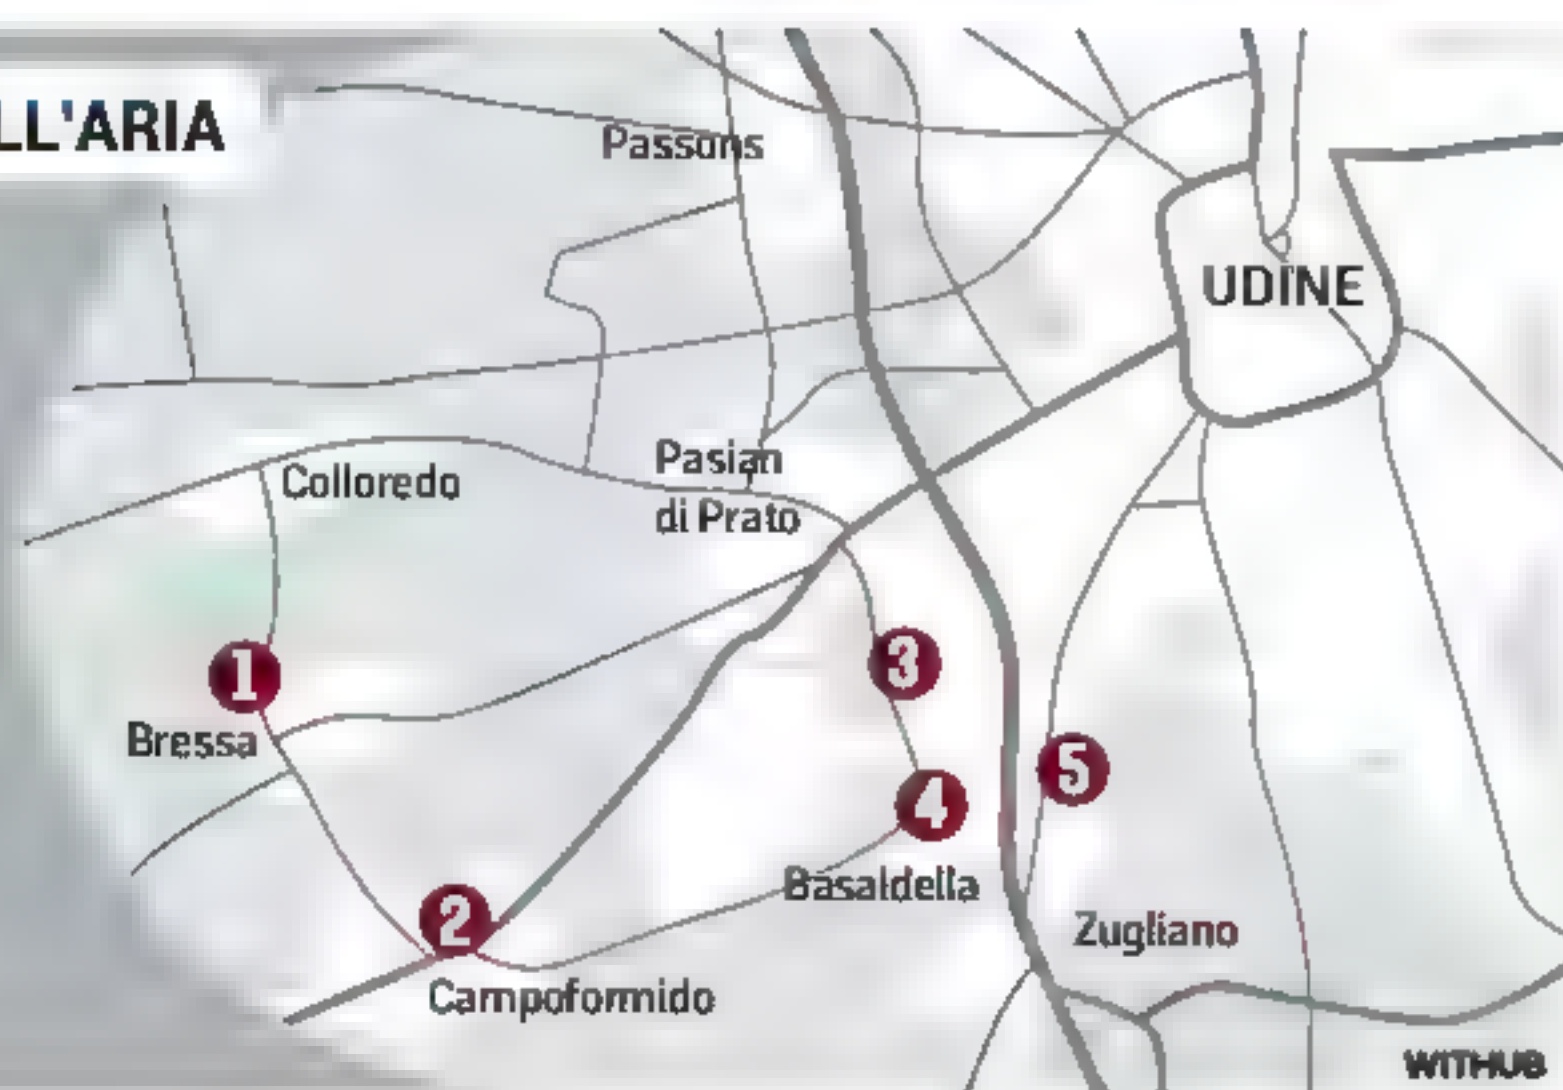 LL'ARIA
Passons
UDINE
Colloredo
Pasian
di Prato
1
3
Bressa
5
4
Basaldella
2
Zugliano
Campoformido
WITHUB